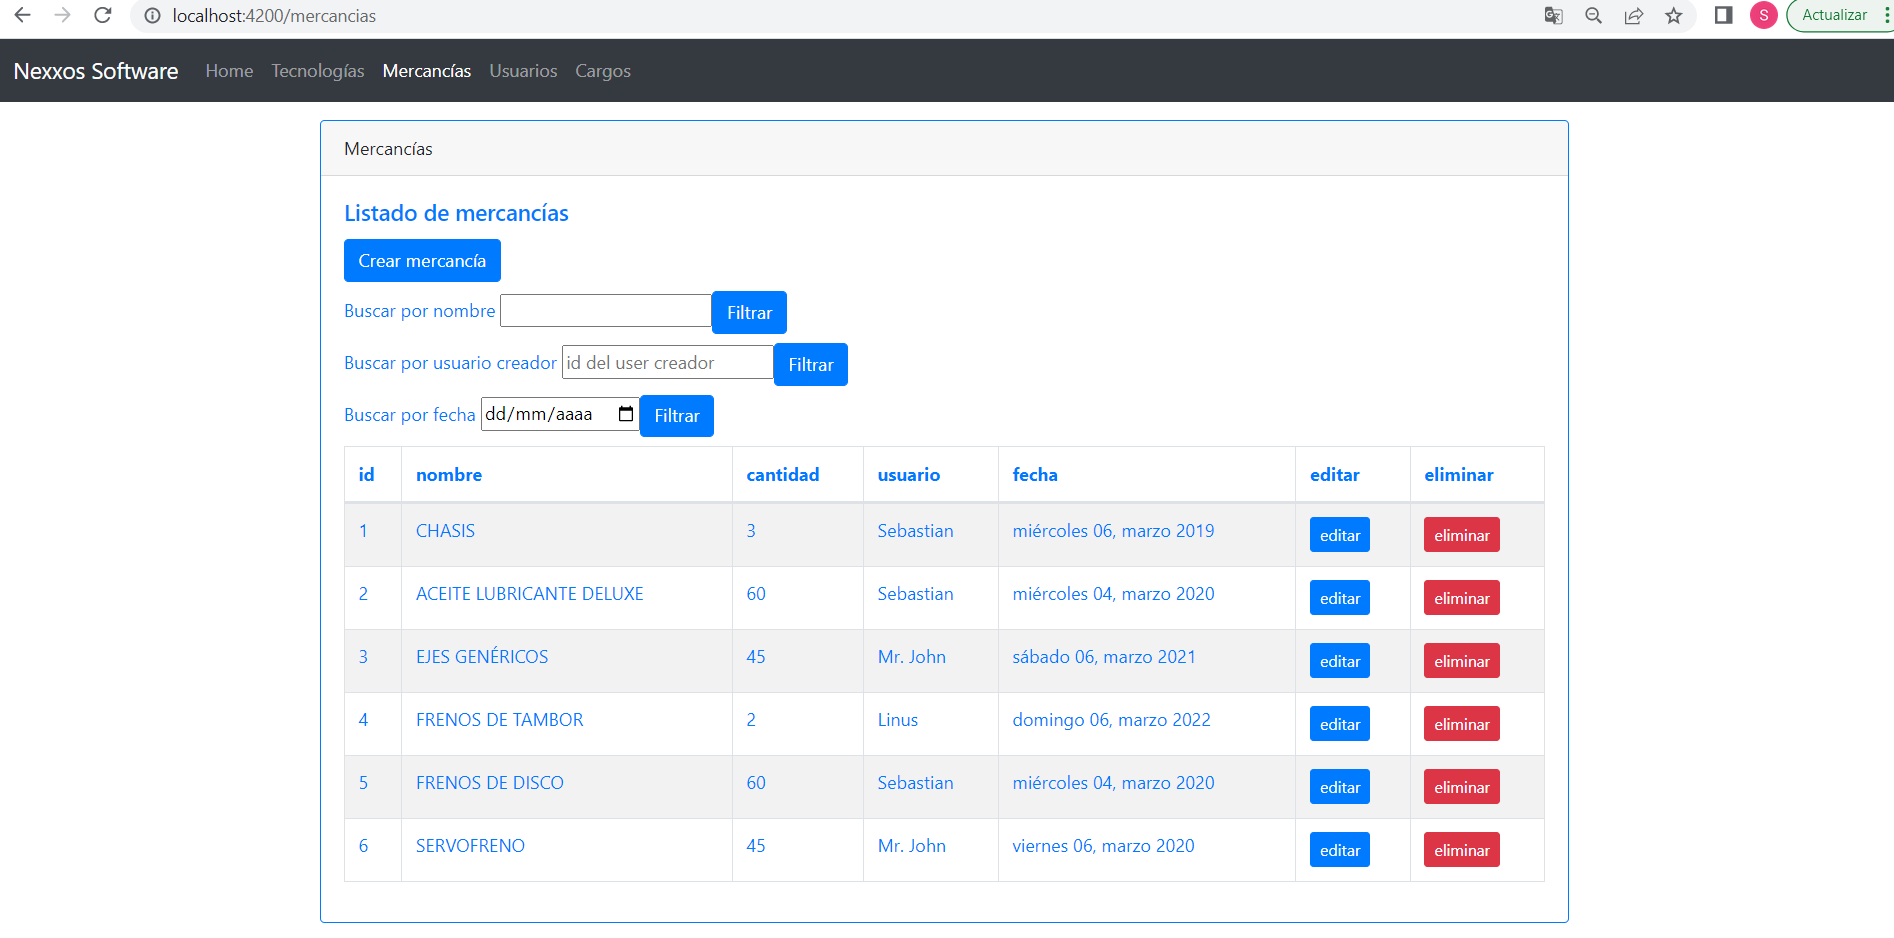 localhost:4200/mercancias
S
Actualizar
Nexxos Software Home Tecnologías Mercancías Usuarios Cargos
Mercancías
Listado de mercancías
Crear mercancía
Buscar por nombre Filtrar
Buscar por usuario creador id del user creador Filtrar
Buscar por fecha dd/mm/aaaa Filtrar
id nombre cantidad usuario fecha editar eliminar
1 CHASIS 3 Sebastian miércoles 06, marzo 2019 editar eliminar
2 ACEITE LUBRICANTE DELUXE 60 Sebastian miércoles 04, marzo 2020 editar eliminar
3 EJES GENÉRICOS 45 Mr. John sábado 06, marzo 2021 editar eliminar
4 FRENOS DE TAMBOR 2 Linus domingo 06, marzo 2022 editar eliminar
5 FRENOS DE DISCO 60 Sebastian miércoles 04, marzo 2020 editar eliminar
6 SERVOFRENO 45 Mr. John viernes 06, marzo 2020 editar eliminar